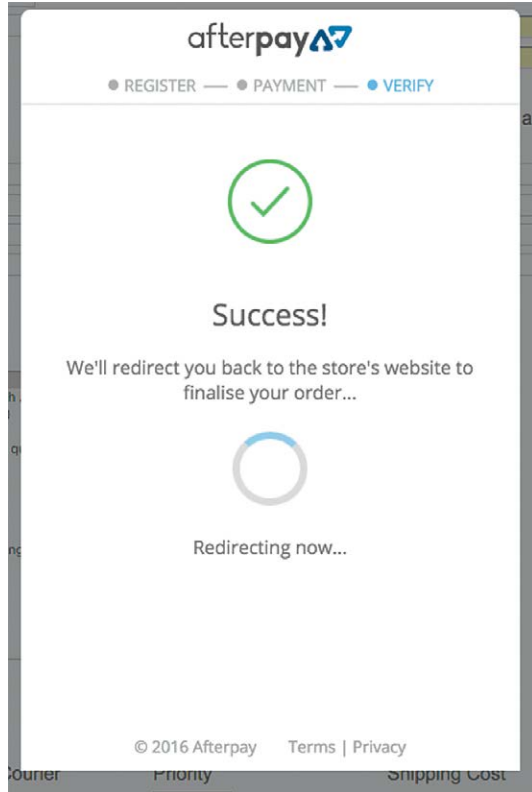 afterpay
REGISTER — PAYMENT — VERIFY
Success!
We'll redirect you back to the store's website to
finalise your order...
Redirecting now...
© 2016 Afterpay Terms | Privacy
Courier Priority Shipping Cost